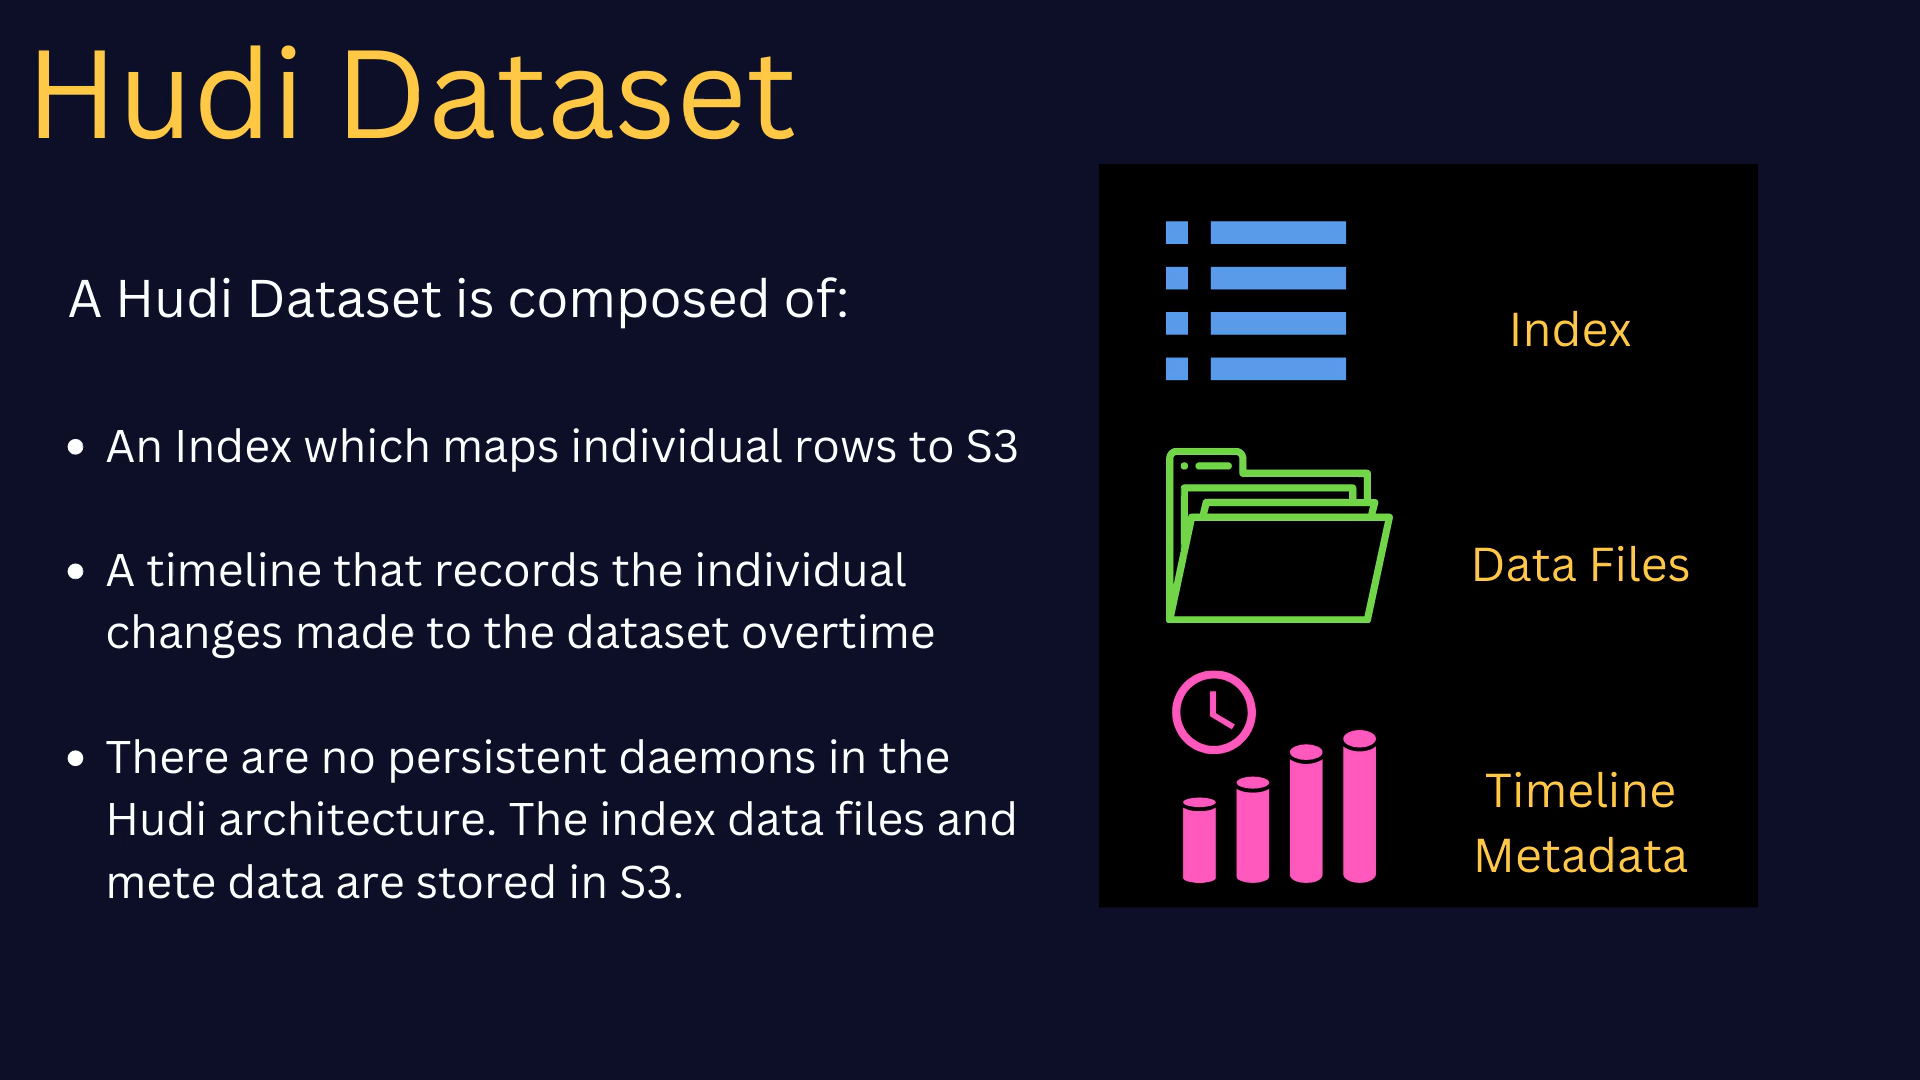 Hudi Dataset
A Hudi Dataset is composed of:
• An Index which maps individual rows to S3
• A timeline that records the individual
changes made to the dataset overtime
• There are no persistent daemons in the
Hudi architecture. The index data files and
mete data are stored in S3.
Index
Data Files
Timeline
Metadata